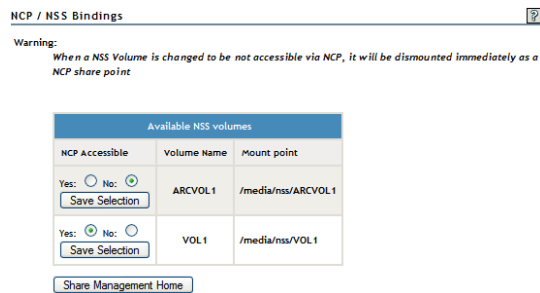 NCP / NSS Bindings
?
Warning:
When a NSS Volume is changed to be not accessible via NCP, it will be dismounted immediately as a
NCP share point
Available NSS volumes
NCP Accessible Volume Name Mount point
Yes: No:
Save Selection
ARCVOL1 /media/nss/ARCVOL1
Yes: No:
Save Selection
VOL1 /media/nss/VOL1
Share Management Home